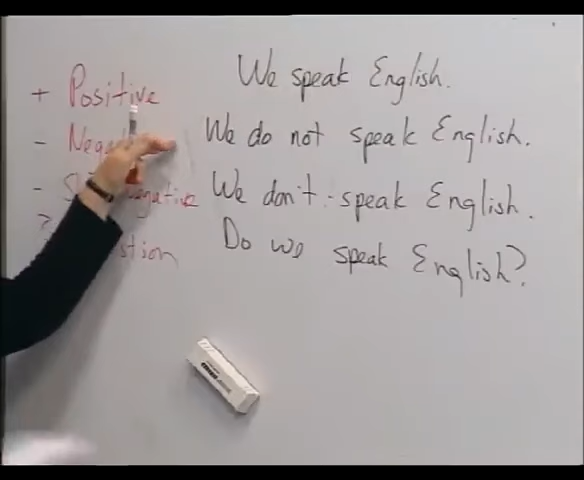 + Positive We speak English.
- We do not speak English.
- We don't speak English.
? Do we speak English?